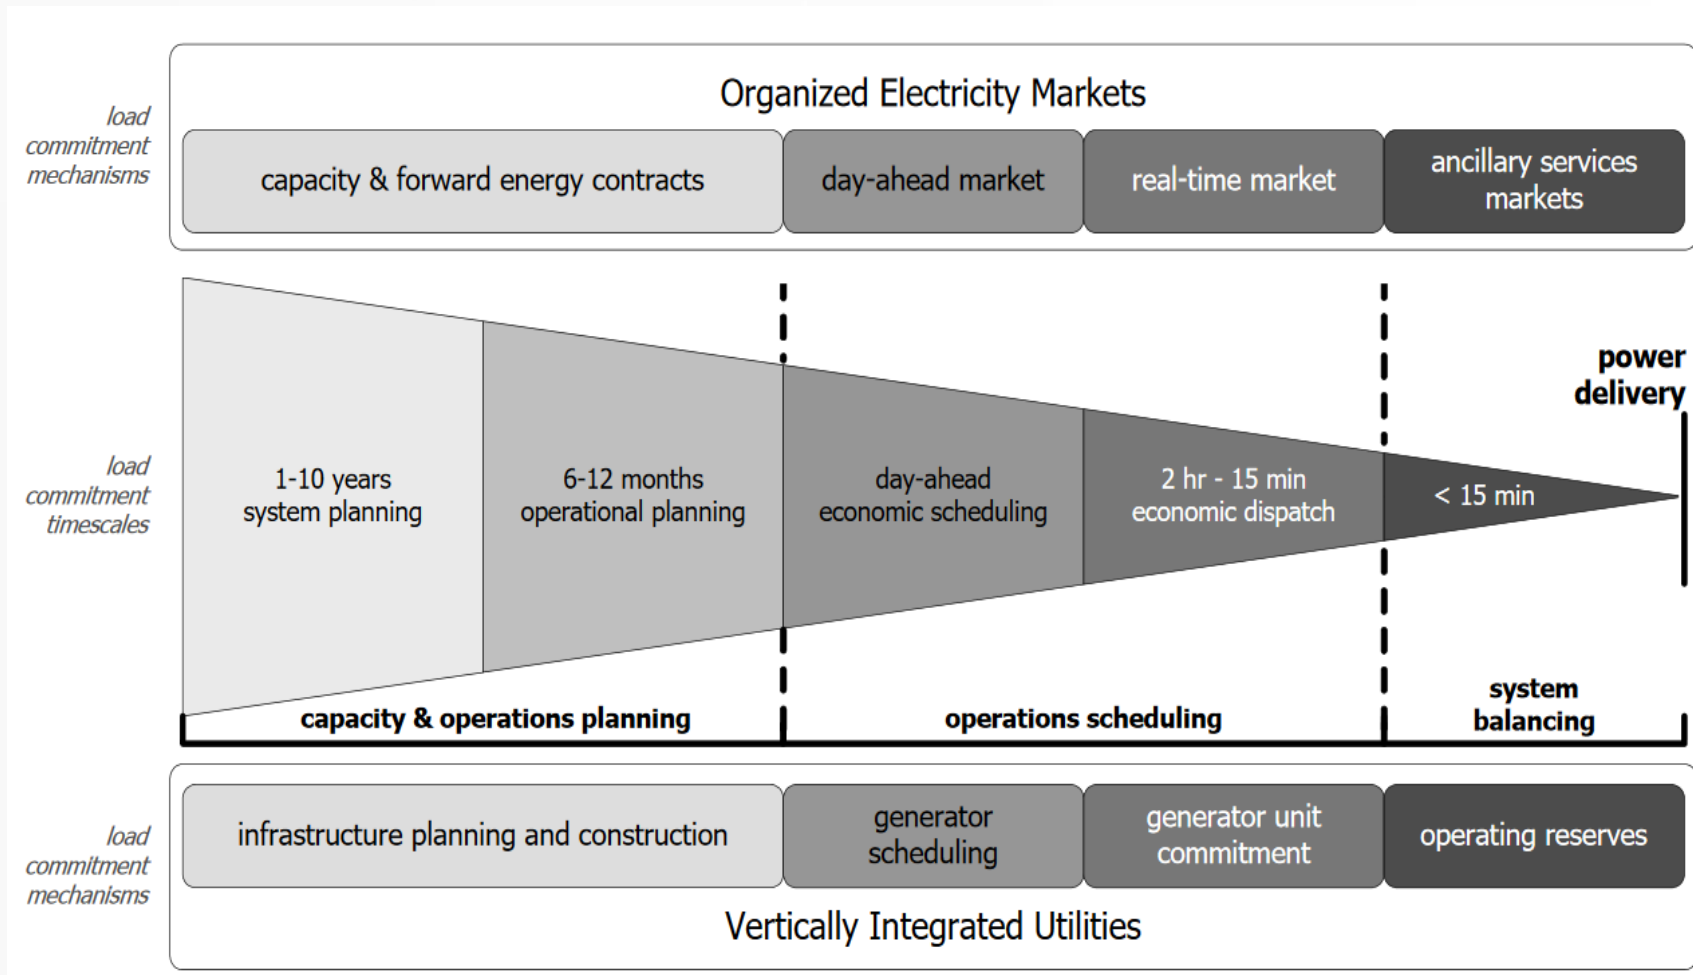 Organized Electricity Markets
load
commitment
mechanisms
capacity & forward energy contracts
day-ahead market
real-time market
ancillary services
markets
power
delivery
load
commitment
timescales
1-10 years
system planning
6-12 months
operational planning
day-ahead
economic scheduling
2 hr - 15 min
economic dispatch
< 15 min
capacity & operations planning
operations scheduling
system
balancing
load
commitment
mechanisms
infrastructure planning and construction
generator
scheduling
generator unit
commitment
operating reserves
Vertically Integrated Utilities